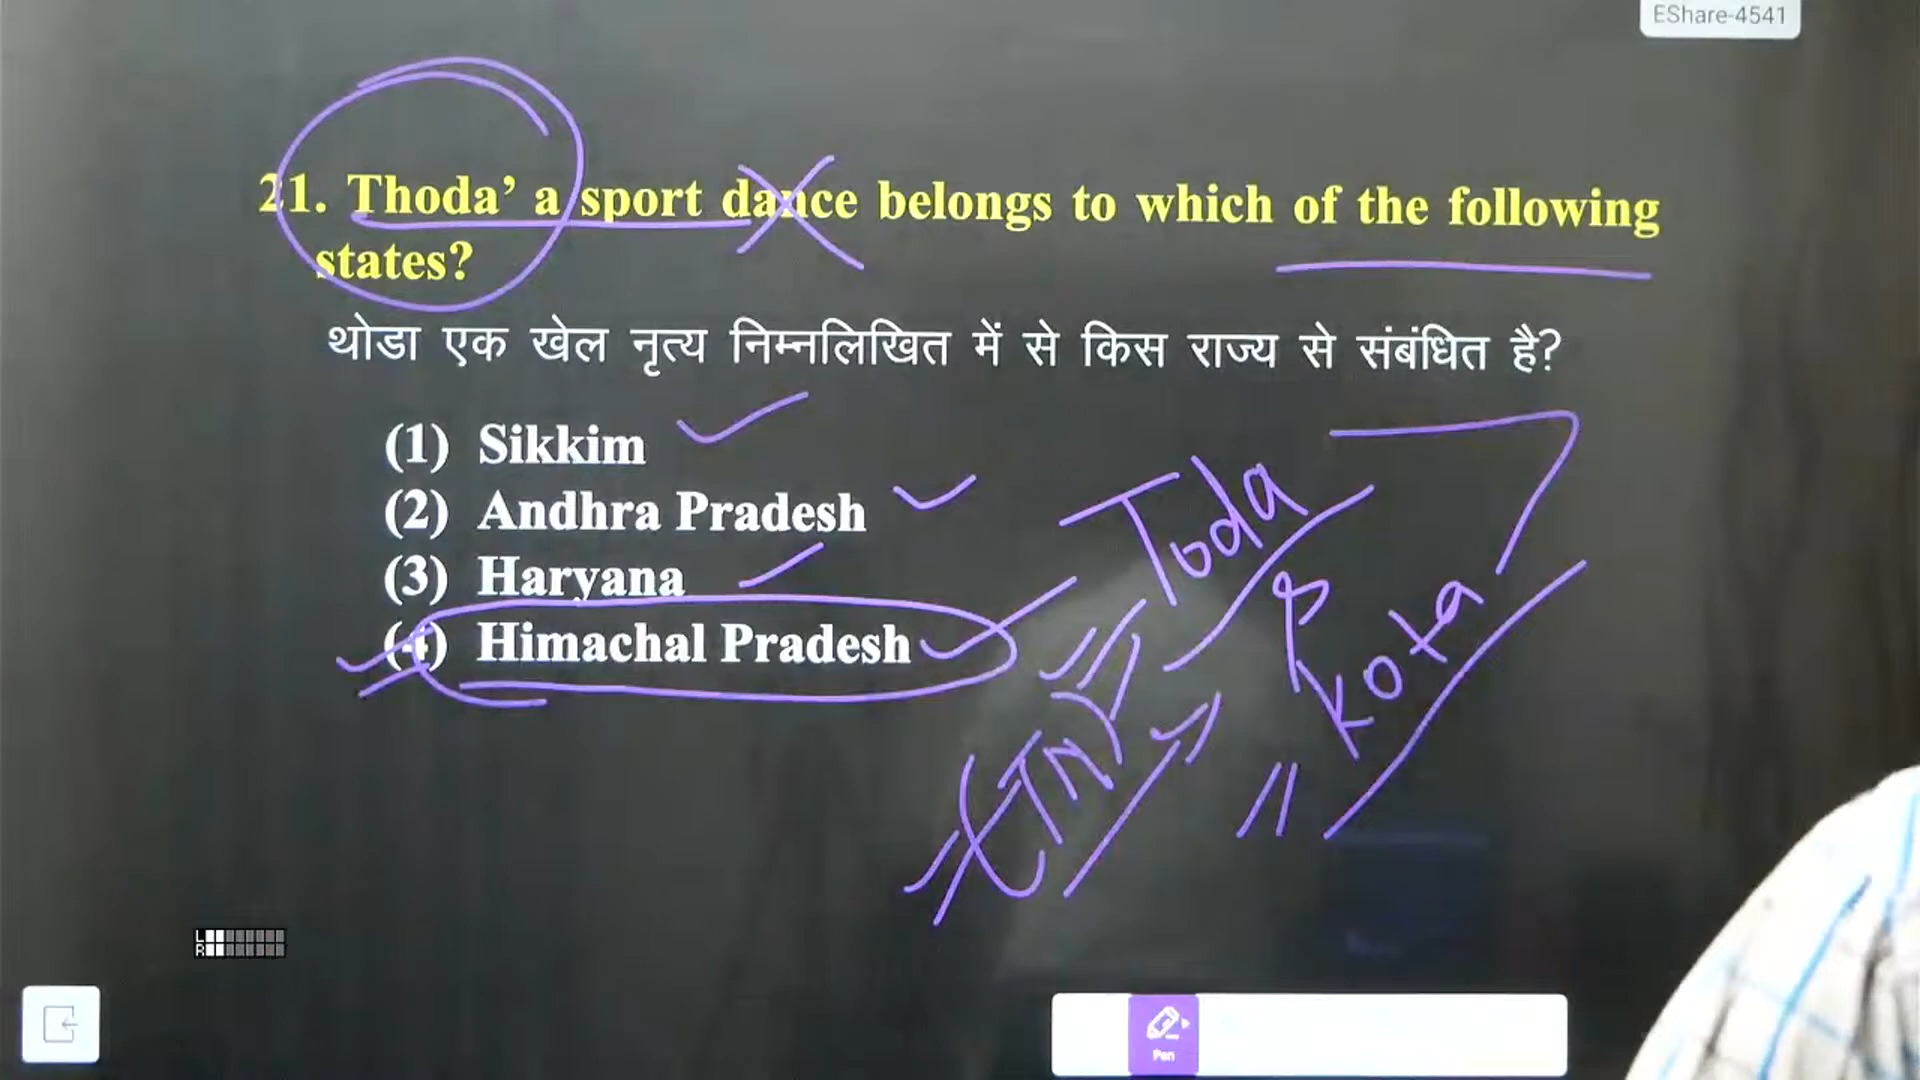 EShare-4541
21. Thoda’ a sport dance belongs to which of the following
states?
थोडा एक खेल नृत्य निम्नलिखित में से किस राज्य से संबंधित है?
(1) Sikkim
(2) Andhra Pradesh
(3) Haryana
(4) Himachal Pradesh
Toda
&
Kota
(TN)
L
R
Pen